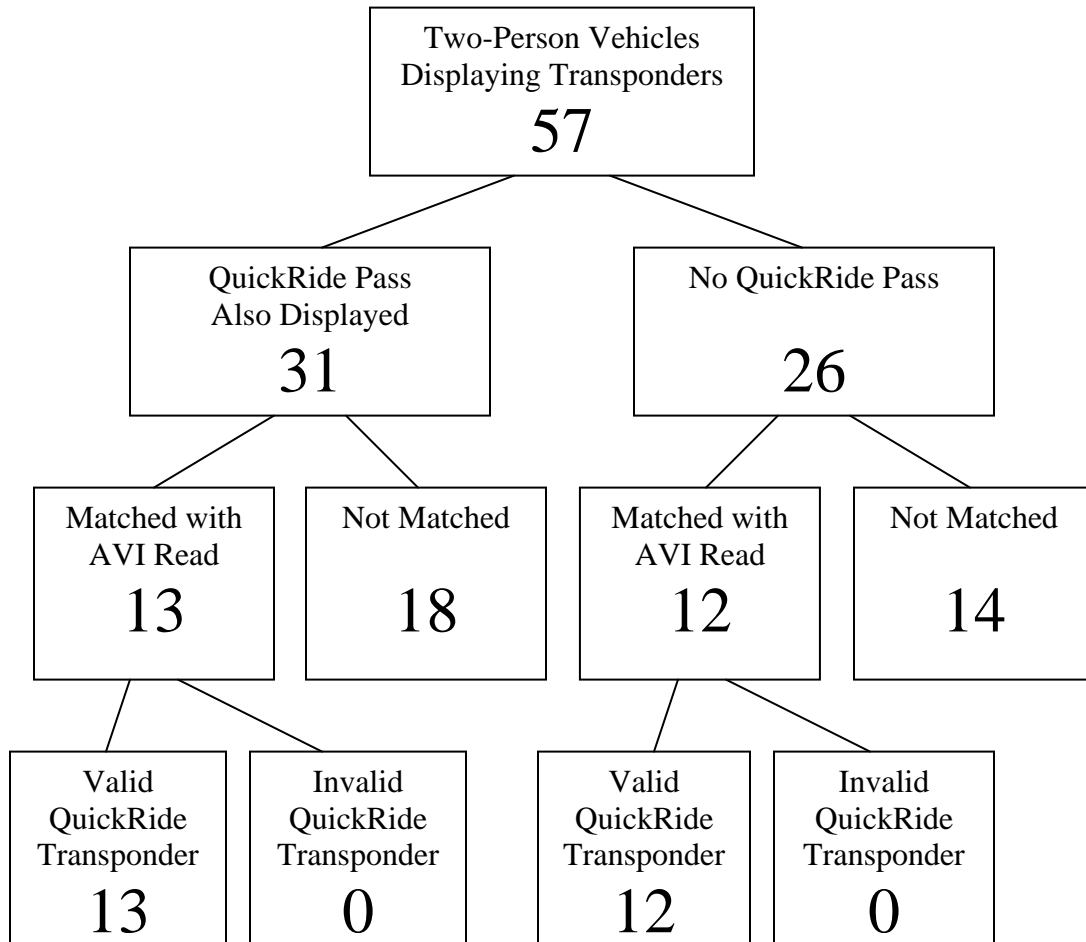 Two-Person Vehicles
Displaying Transponders
57
QuickRide Pass
Also Displayed
31
No QuickRide Pass
26
Matched with
AVI Read
13
Not Matched
18
Matched with
AVI Read
12
Not Matched
14
Valid
QuickRide
Transponder
13
Invalid
QuickRide
Transponder
0
Valid
QuickRide
Transponder
12
Invalid
QuickRide
Transponder
0